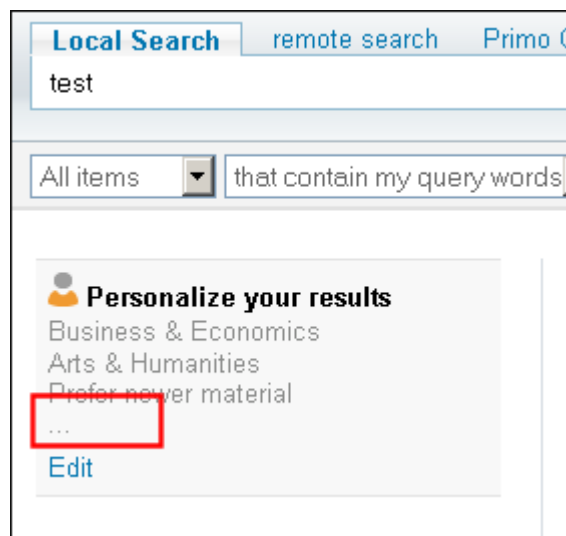 Local Search remote search Primo
test
All items that contain my query words
Personalize your results
Business & Economics
Arts & Humanities
Prefer newer material
...
Edit